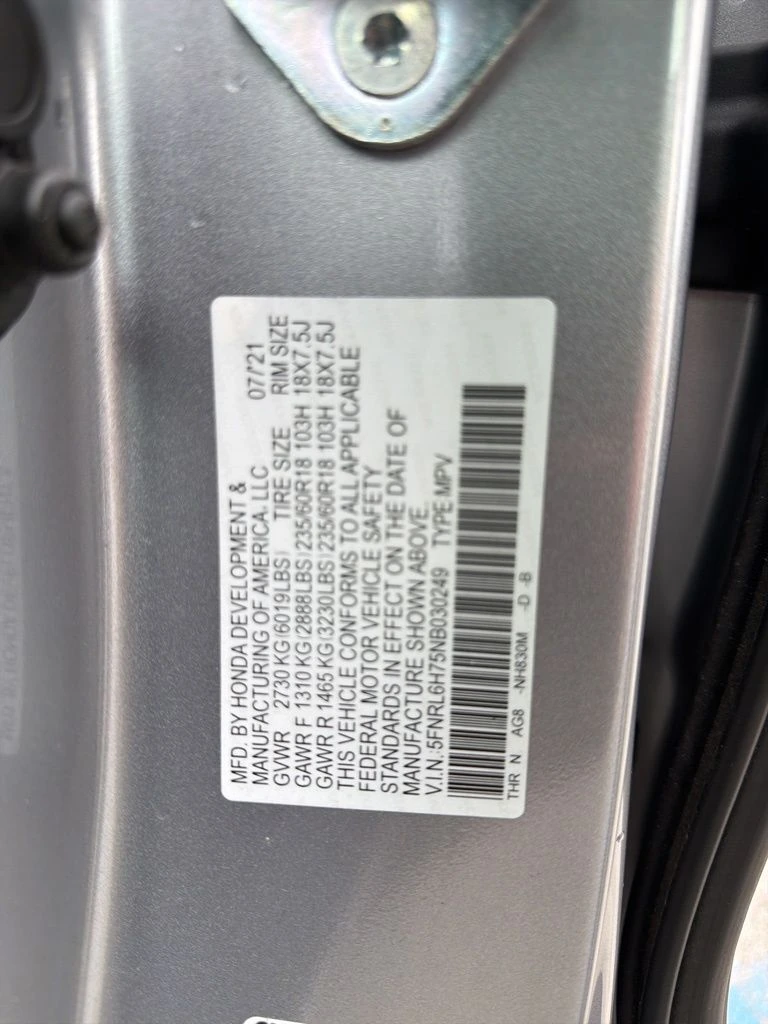 MFD. BY HONDA DEVELOPMENT &
MANUFACTURING OF AMERICA, LLC 07/'21
GVWR 2730 KG(6019LBS) TIRE SIZE RIM SIZE
GAWR F 1310 KG(2888LBS)235/60R18 103H 18X7.5J
GAWR R 1465 KG(3230LBS)235/60R18 103H 18X7.5J
THIS VEHICLE CONFORMS TO ALL APPLICABLE
FEDERAL MOTOR VEHICLE SAFETY
STANDARDS IN EFFECT ON THE DATE OF
MANUFACTURE SHOWN ABOVE.
V.I.N.:5FNRL6H75NB030249 TYPE:MPV
THR N AG8 -NH830M -D -B